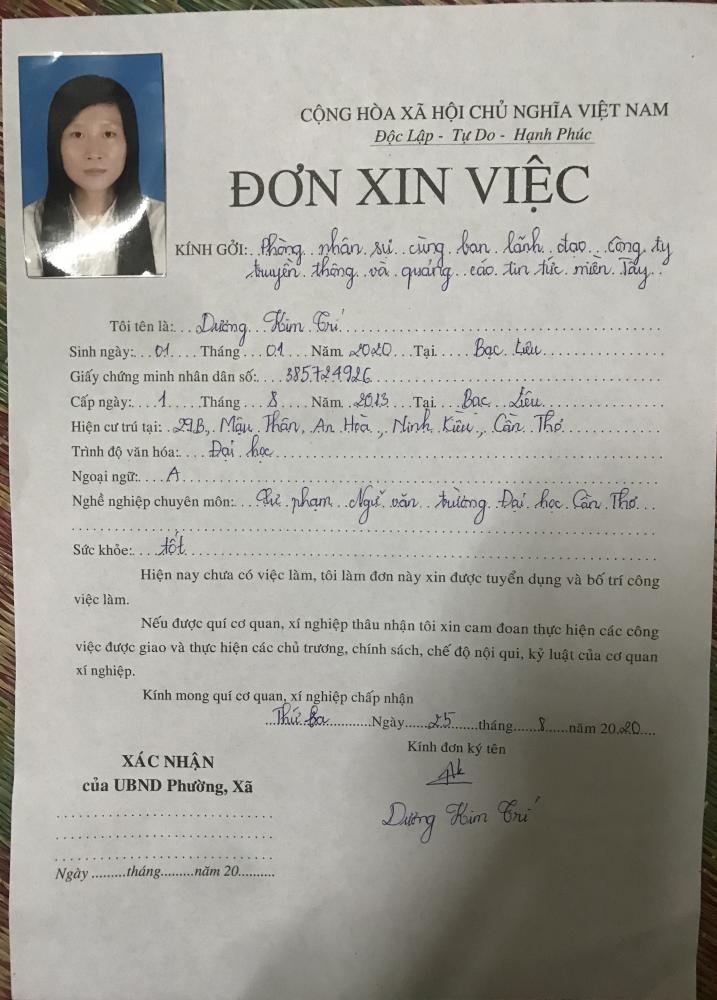 CỘNG HÒA XÃ HỘI CHỦ NGHĨA VIỆT NAM
Độc Lập - Tự Do - Hạnh Phúc
ĐƠN XIN VIỆC
KÍNH GỞI: Phòng nhân sự cùng ban lãnh đạo công ty
truyền thông và quảng cáo tin tức miền Tây
Tôi tên là: Dương Kim Trí
Sinh ngày: 01 Tháng 01 Năm 2020 Tại Bạc Liêu
Giấy chứng minh nhân dân số: 385724926
Cấp ngày: 1 Tháng 8 Năm 2013 Tại Bạc Liêu
Hiện cư trú tại: 29B, Mậu Thân, An Hoà, Ninh Kiều, Cần Thơ
Trình độ văn hóa: Đại học
Ngoại ngữ: A
Nghề nghiệp chuyên môn: Sư phạm Ngữ văn trường Đại học Cần Thơ
Sức khỏe: tốt
Hiện nay chưa có việc làm, tôi làm đơn này xin được tuyển dụng và bố trí công
việc làm.
Nếu được quí cơ quan, xí nghiệp thâu nhận tôi xin cam đoan thực hiện các công
việc được giao và thực hiện các chủ trương, chính sách, chế độ nội qui, kỷ luật của cơ quan
xí nghiệp.
Kính mong quí cơ quan, xí nghiệp chấp nhận
Thứ ba Ngày 25 tháng 8 năm 2020
Kính đơn ký tên
XÁC NHẬN
của UBND Phường, Xã
Dương Kim Trí
Ngày .........tháng.........năm 20..........